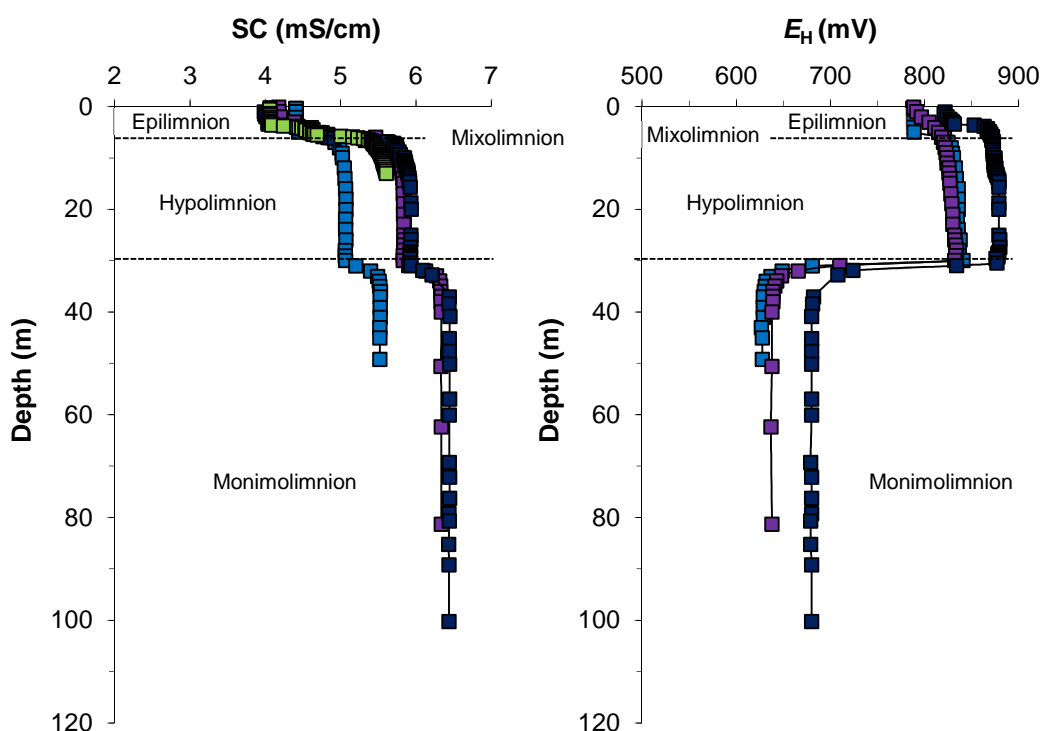 SC (mS/cm)
2 3 4 5 6 7
0
20
40
60
80
100
120
Depth (m)
Epilimnion
Mixolimnion
Hypolimnion
Monimolimnion
EH (mV)
500 600 700 800 900
0
20
40
60
80
100
120
Depth (m)
Epilimnion
Mixolimnion
Hypolimnion
Monimolimnion